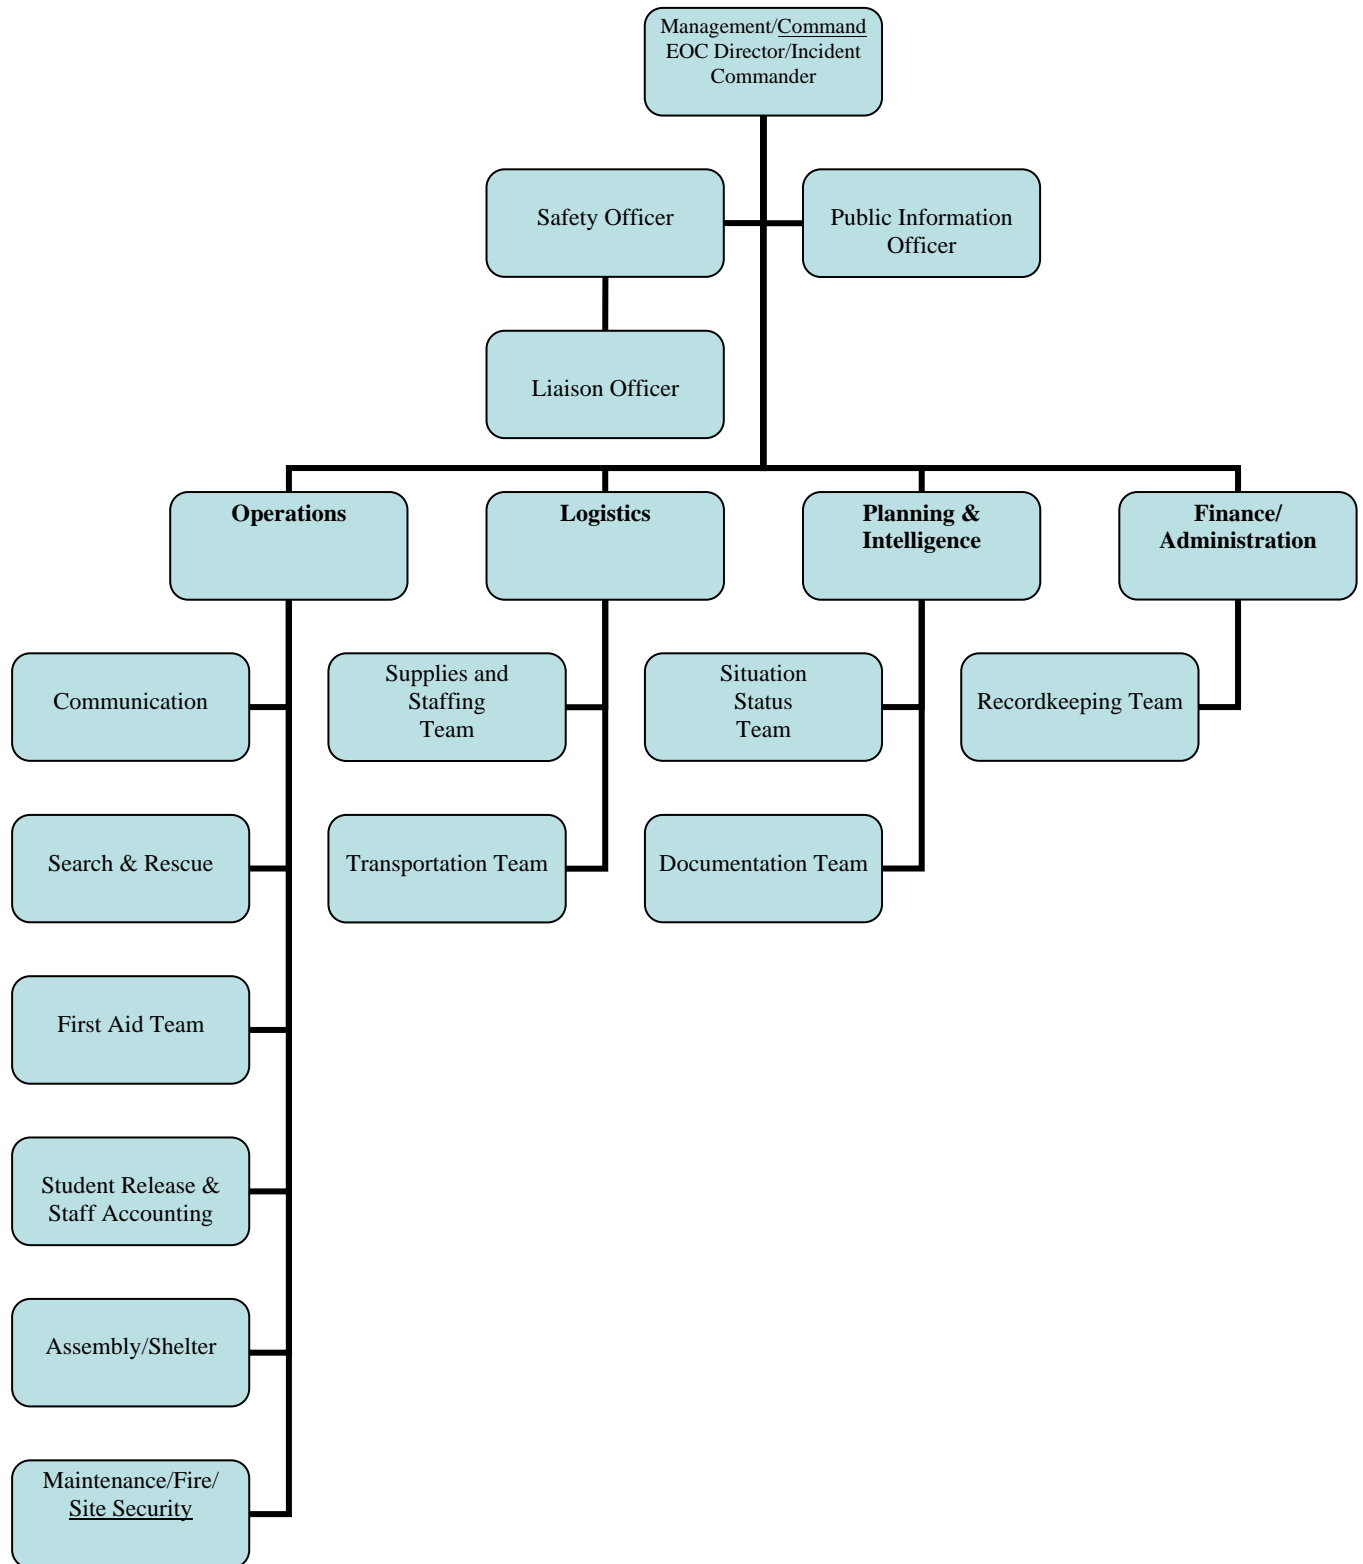 Management/Command
EOC Director/Incident
Commander
Safety Officer
Public Information
Officer
Liaison Officer
Operations
Logistics
Planning &
Intelligence
Finance/
Administration
Communication
Supplies and
Staffing
Team
Situation
Status
Team
Recordkeeping Team
Search & Rescue
Transportation Team
Documentation Team
First Aid Team
Student Release &
Staff Accounting
Assembly/Shelter
Maintenance/Fire/
Site Security